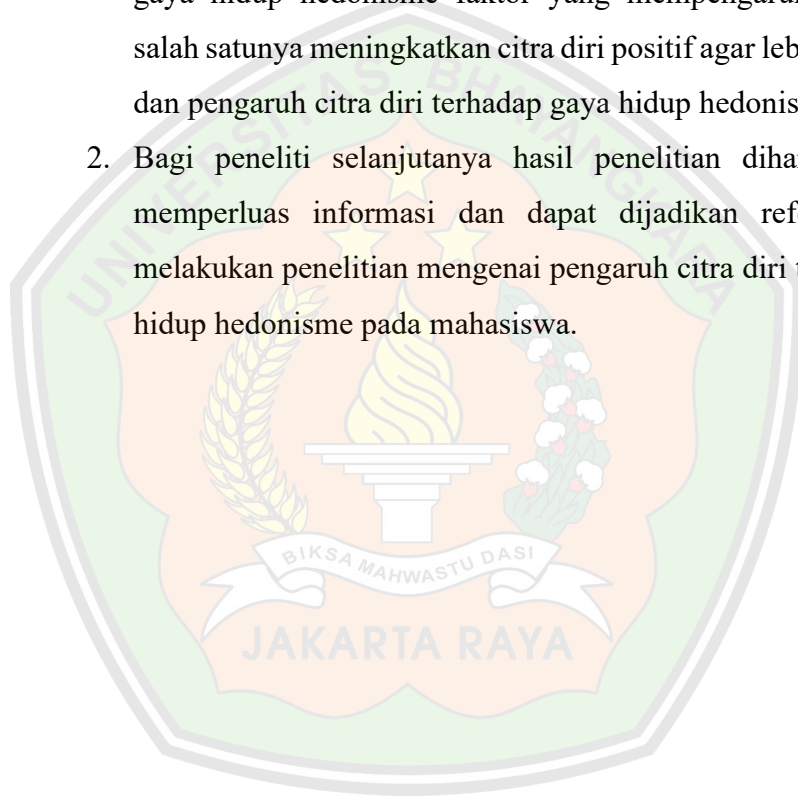 gaya hidup hedonisme faktor yang mempengaru
salah satunya meningkatkan citra diri positif agar leb
dan pengaruh citra diri terhadap gaya hidup hedonis
2. Bagi peneliti selanjutanya hasil penelitian diha
memperluas informasi dan dapat dijadikan ref
melakukan penelitian mengenai pengaruh citra diri
hidup hedonisme pada mahasiswa.
UNIVERSITAS BHAYANGKARA
BIKSA MAHWASTU DASI
JAKARTA RAYA